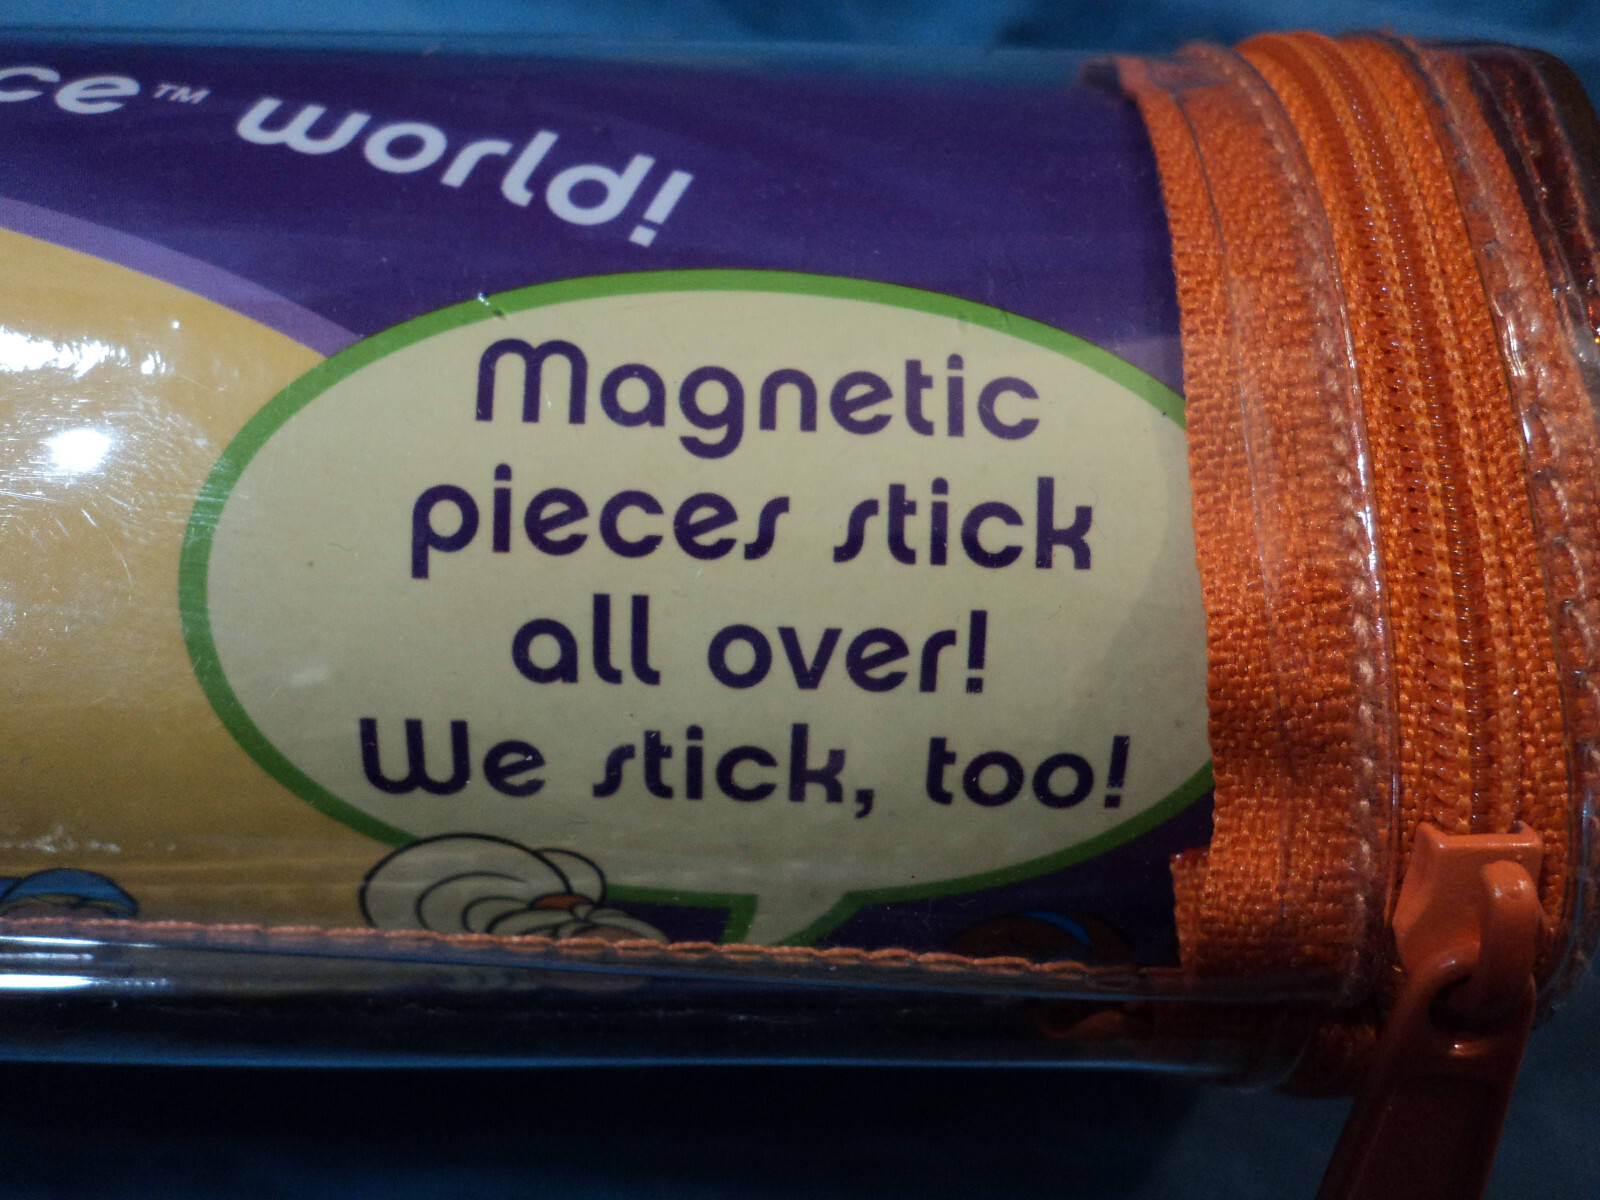 ce™ world!
Magnetic
pieces stick
all over!
We stick, too!